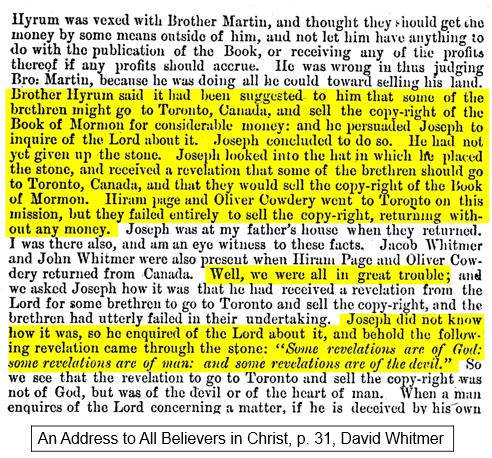 Hyrum was vexed with Brother Martin, and thought they should get the
money by some means outside of him, and not let him have anything to
do with the publication of the Book, or receiving any of the profits
thereof if any profits should accrue. He was wrong in thus judging
Bro: Martin, because he was doing all he could toward selling his land.
Brother Hyrum said it had been suggested to him that some of the
brethren might go to Toronto, Canada, and sell the copy-right of the
Book of Mormon for considerable money: and he persuaded Joseph to
inquire of the Lord about it. Joseph concluded to do so. He had not
yet given up the stone. Joseph looked into the hat in which he placed
the stone, and received a revelation that some of the brethren should go
to Toronto, Canada, and that they would sell the copy-right of the Book
of Mormon. Hiram page and Oliver Cowdery went to Toronto on this
mission, but they failed entirely to sell the copy-right, returning with-
out any money. Joseph was at my father's house when they returned.
I was there also, and am an eye witness to these facts. Jacob Whitmer
and John Whitmer were also present when Hiram Page and Oliver Cow-
dery returned from Canada. Well, we were all in great trouble; and
we asked Joseph how it was that he had received a revelation from the
Lord for some brethren to go to Toronto and sell the copy-right, and the
brethren had utterly failed in their undertaking. Joseph did not know
how it was, so he enquired of the Lord about it, and behold the follow-
ing revelation came through the stone: "Some revelations are of God:
some revelations are of man: and some revelations are of the devil." So
we see that the revelation to go to Toronto and sell the copy-right was
not of God, but was of the devil or of the heart of man. When a man
enquires of the Lord concerning a matter, if he is deceived by his own
An Address to All Believers in Christ, p. 31, David Whitmer